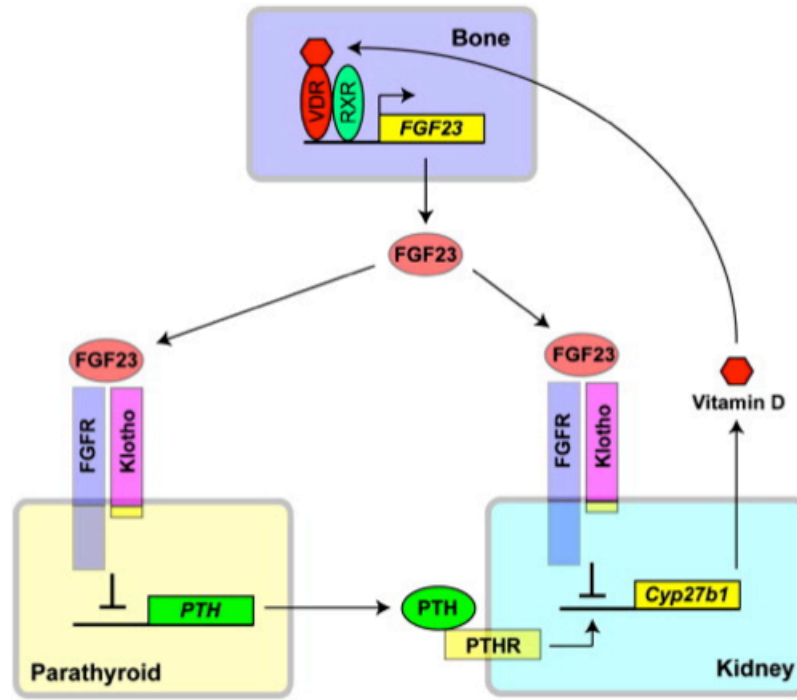 Bone
VDR
RXR
FGF23
FGF23
FGF23
FGF23
FGFR
Klotho
FGFR
Klotho
Vitamin D
PTH
PTH
PTHR
Cyp27b1
Parathyroid
Kidney